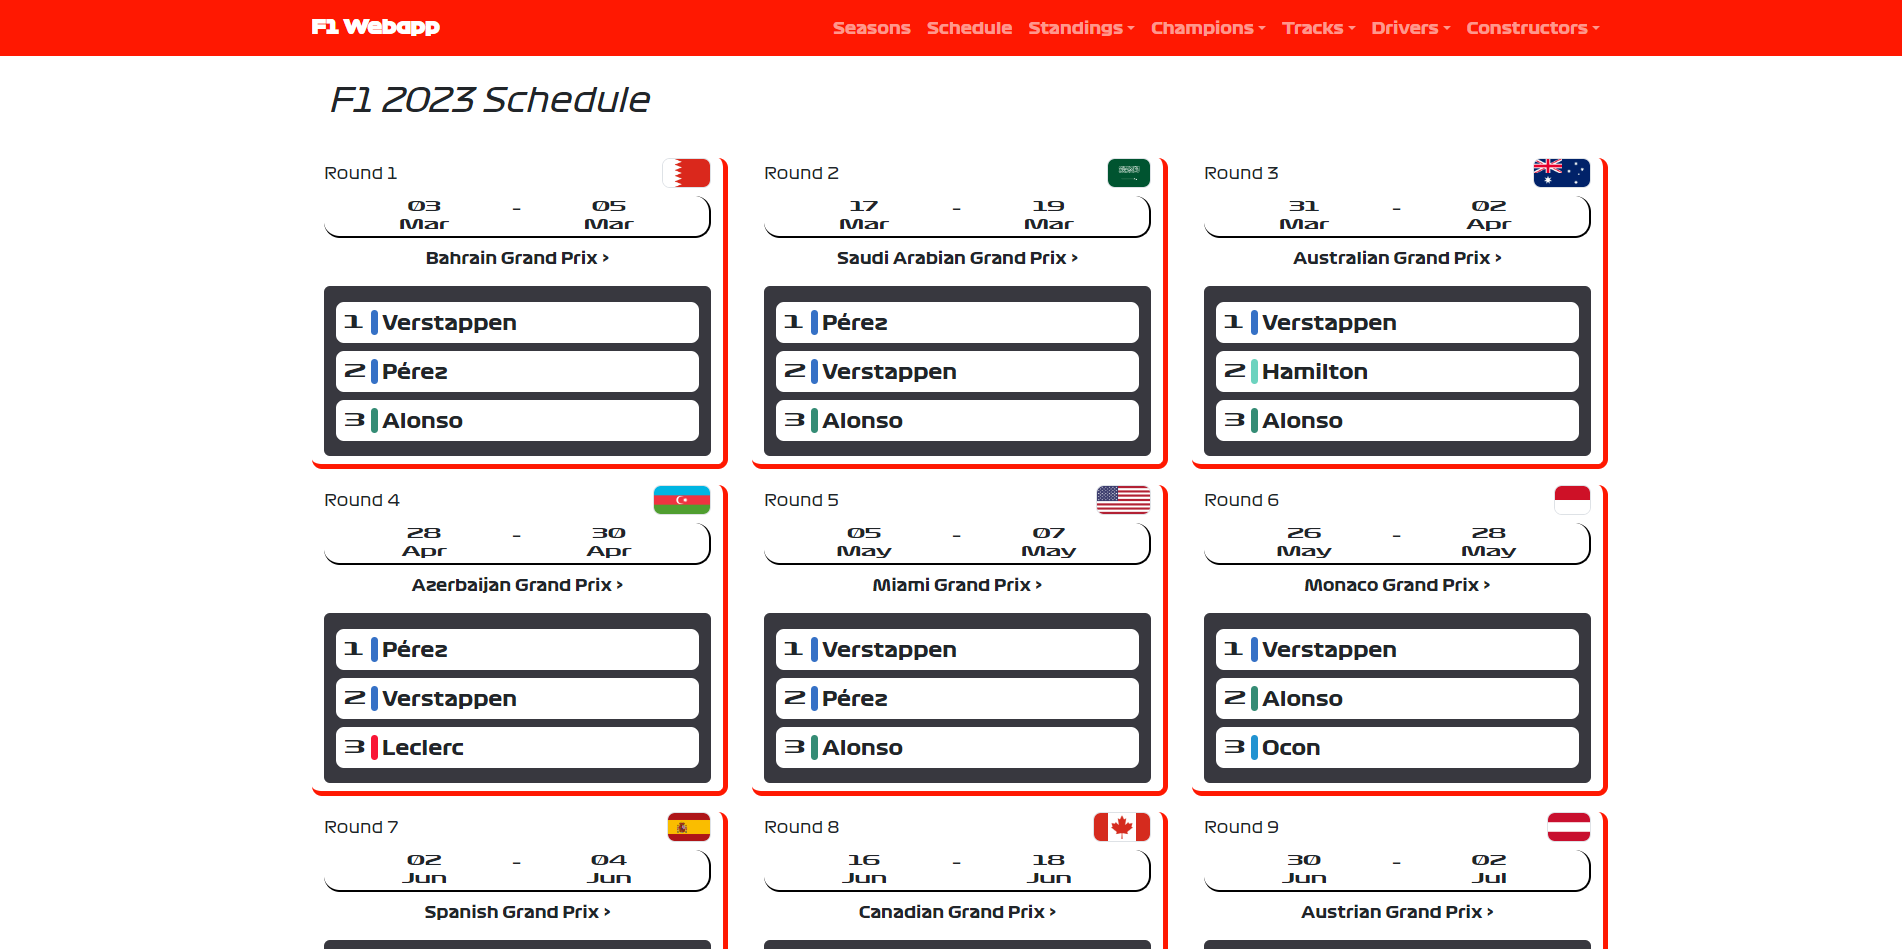 F1 Webapp
Seasons Schedule Standings Champions Tracks Drivers Constructors
F1 2023 Schedule
Round 1
03 Mar - 05 Mar
Bahrain Grand Prix ›
1 Verstappen
2 Pérez
3 Alonso
Round 2
17 Mar - 19 Mar
Saudi Arabian Grand Prix ›
1 Pérez
2 Verstappen
3 Alonso
Round 3
31 Mar - 02 Apr
Australian Grand Prix ›
1 Verstappen
2 Hamilton
3 Alonso
Round 4
28 Apr - 30 Apr
Azerbaijan Grand Prix ›
1 Pérez
2 Verstappen
3 Leclerc
Round 5
05 May - 07 May
Miami Grand Prix ›
1 Verstappen
2 Pérez
3 Alonso
Round 6
26 May - 28 May
Monaco Grand Prix ›
1 Verstappen
2 Alonso
3 Ocon
Round 7
02 Jun - 04 Jun
Spanish Grand Prix ›
Round 8
16 Jun - 18 Jun
Canadian Grand Prix ›
Round 9
30 Jun - 02 Jul
Austrian Grand Prix ›